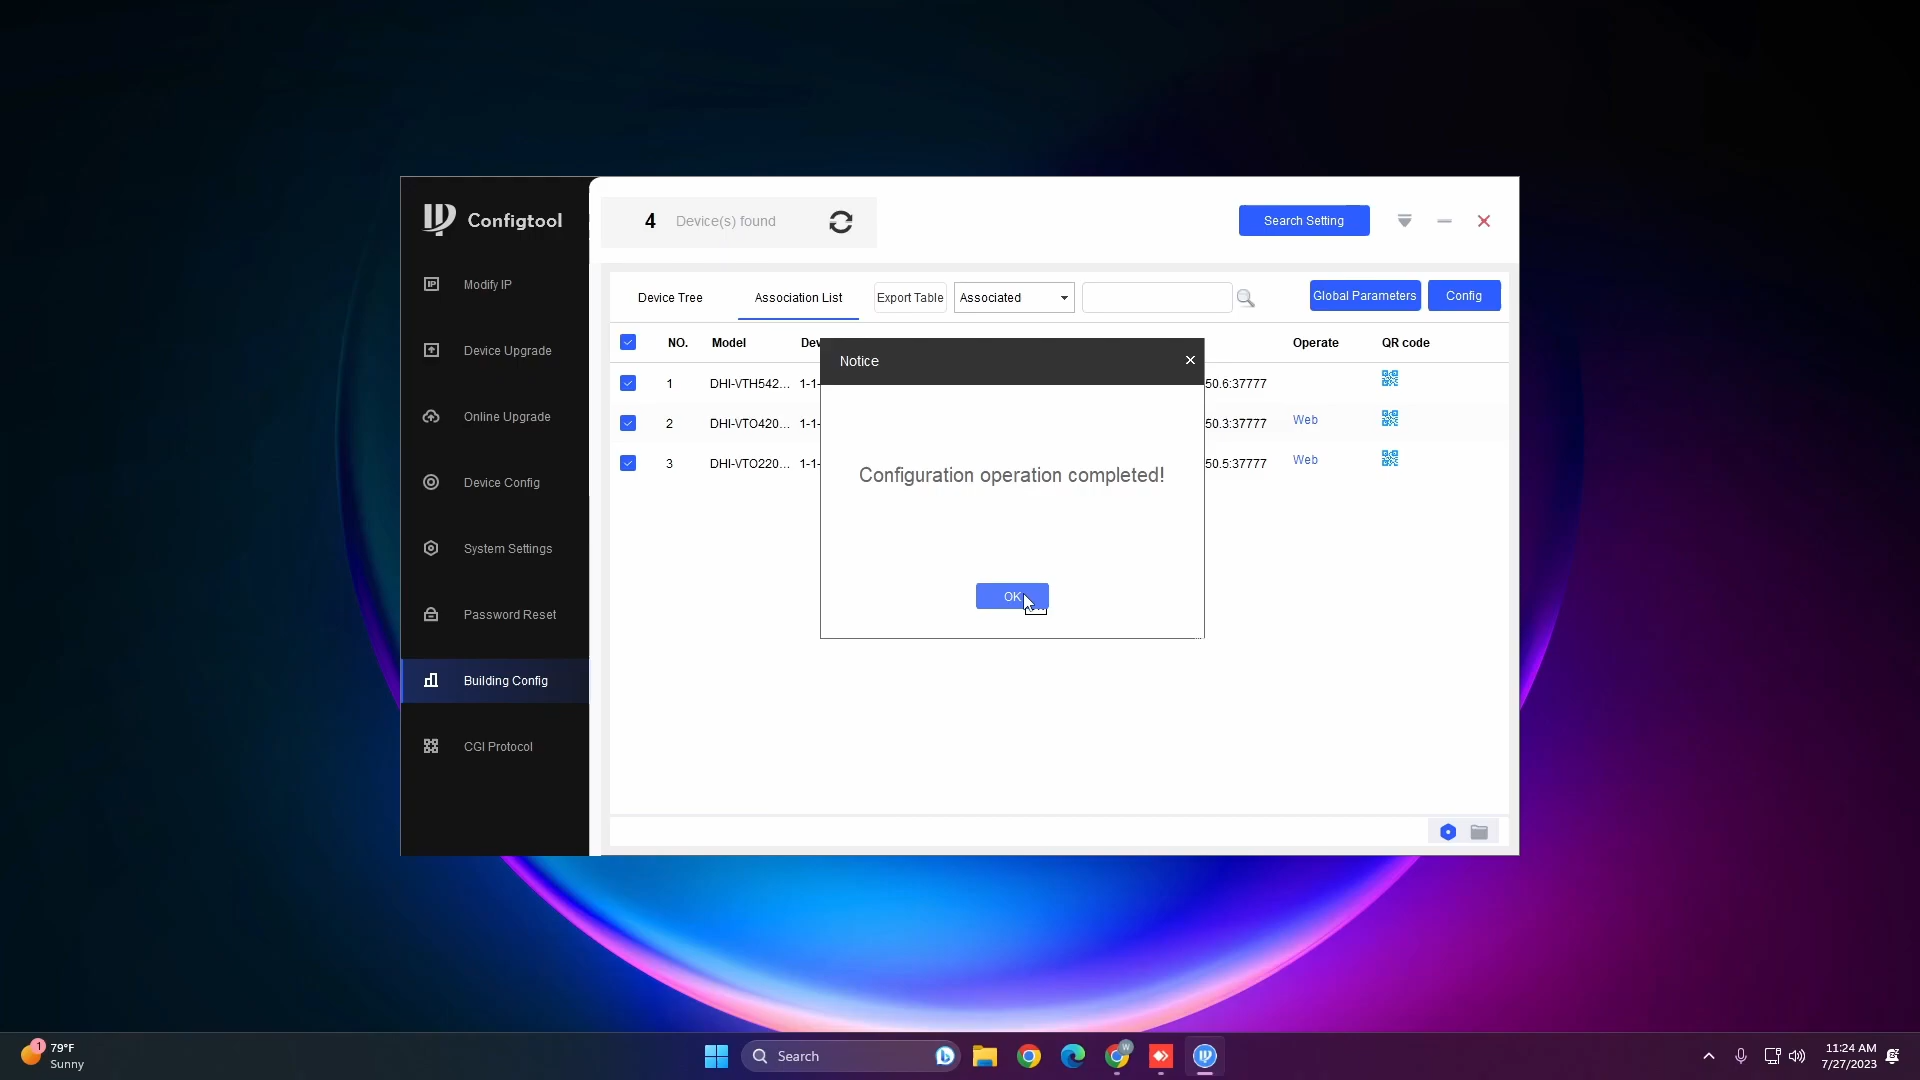 Configtool
4 Device(s) found
Search Setting
Modify IP
Device Upgrade
Online Upgrade
Device Config
System Settings
Password Reset
Building Config
CGI Protocol
Device Tree Association List Export Table Associated Global Parameters Config
NO. Model Operate QR code
1 DHI-VTH542... 1-1- 50.6:37777
2 DHI-VTO420... 1-1- 50.3:37777 Web
3 DHI-VTO220... 1-1- 50.5:37777 Web
Notice
Configuration operation completed!
OK
1
79°F
Sunny
Search
W
11:24 AM
7/27/2023